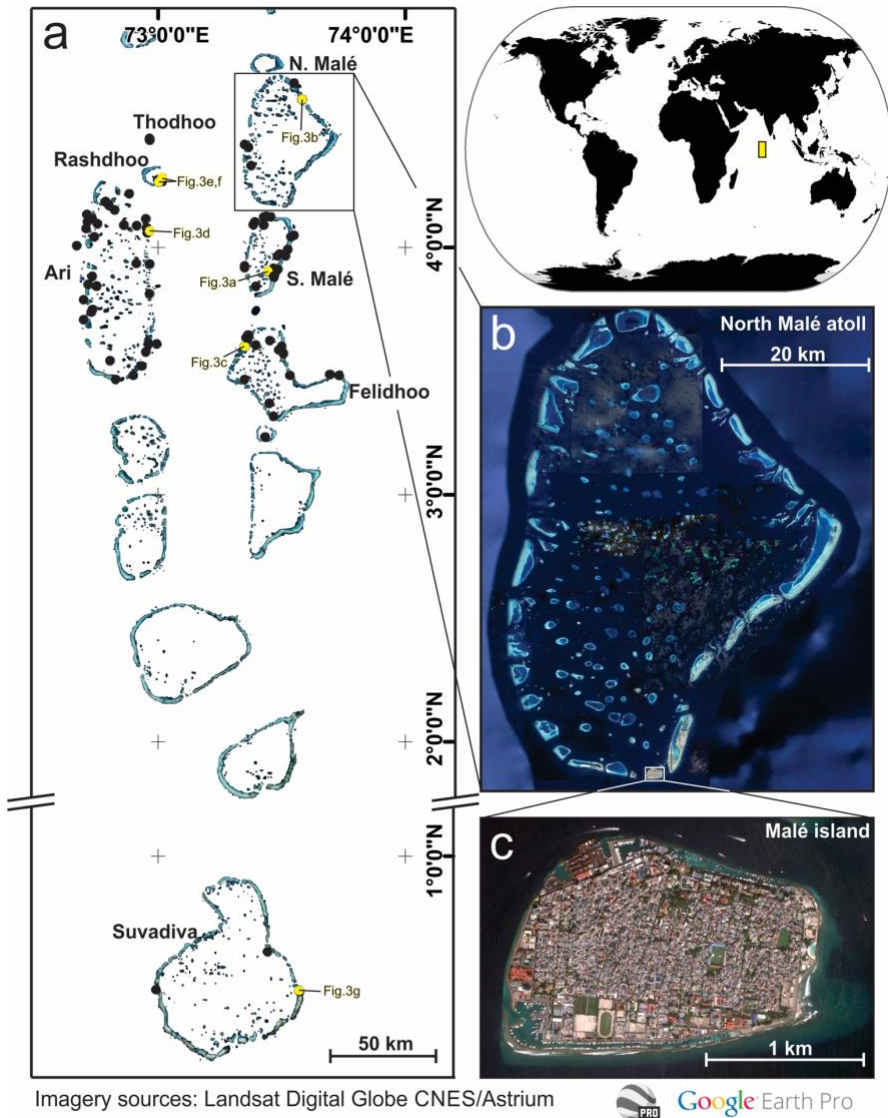 a
73°0'0"E
74°0'0"E
N. Malé
Fig.3b
Thodhoo
Rashdhoo
Fig.3e,f
Fig.3d
4°0'0"N
Ari
Fig.3a
S. Malé
Fig.3c
Felidhoo
3°0'0"N
2°0'0"N
1°0'0"N
Suvadiva
Fig.3g
50 km
b
North Malé atoll
20 km
c
Malé island
1 km
Imagery sources: Landsat Digital Globe CNES/Astrium
PRO
Google Earth Pro